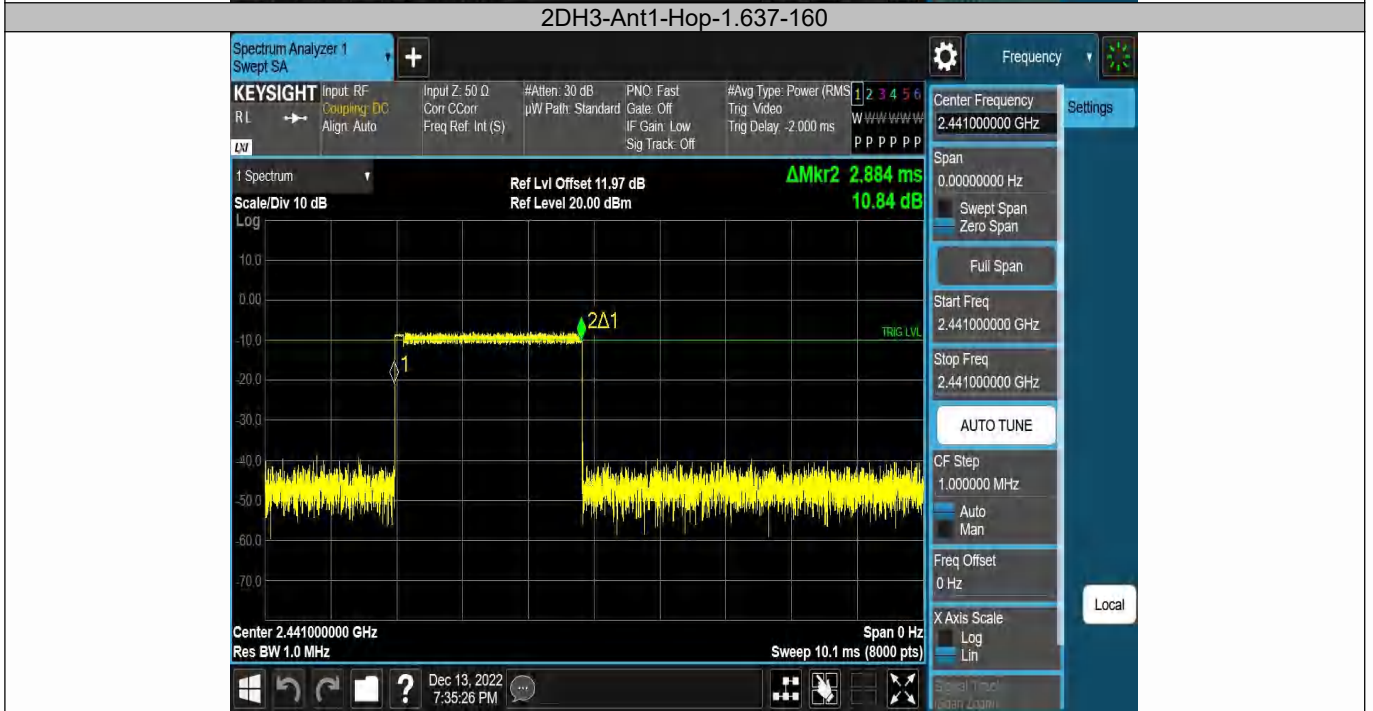 2DH3-Ant1-Hop-1.637-160
Spectrum Analyzer 1
Swept SA
Frequency
KEYSIGHT
Input: RF
Coupling: DC
Align: Auto
RL
LXI
Input Z: 50 Ω
Corr CCorr
Freq Ref: Int (S)
#Atten: 30 dB
µW Path: Standard
PNO: Fast
Gate: Off
IF Gain: Low
Sig Track: Off
#Avg Type: Power (RMS
Trig: Video
Trig Delay: -2.000 ms
1 2 3 4 5 6
W W W W W W
P P P P P P
1 Spectrum
Scale/Div 10 dB
Ref Lvl Offset 11.97 dB
Ref Level 20.00 dBm
ΔMkr2 2.884 ms
10.84 dB
Log
10.0
0.00
-10.0
-20.0
-30.0
-40.0
-50.0
-60.0
-70.0
2Δ1
1
TRIG LVL
Center 2.441000000 GHz
Res BW 1.0 MHz
Span 0 Hz
Sweep 10.1 ms (8000 pts)
Dec 13, 2022
7:35:26 PM
Center Frequency
2.441000000 GHz
Settings
Span
0.00000000 Hz
Swept Span
Zero Span
Full Span
Start Freq
2.441000000 GHz
Stop Freq
2.441000000 GHz
AUTO TUNE
CF Step
1.000000 MHz
Auto
Man
Freq Offset
0 Hz
X Axis Scale
Log
Lin
Local